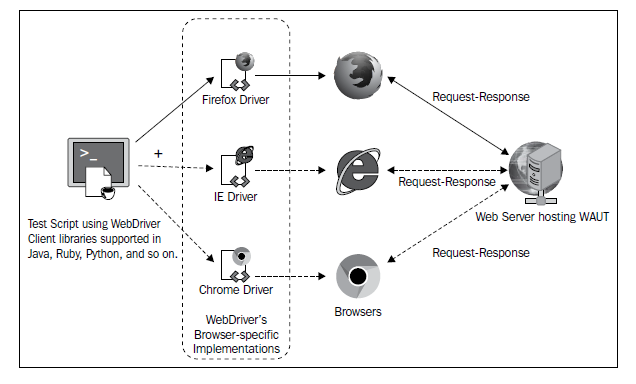 Firefox Driver
Request-Response
>_
+
IE Driver
Request-Response
Test Script using WebDriver
Client libraries supported in
Java, Ruby, Python, and so on.
Web Server hosting WAUT
Request-Response
Chrome Driver
Browsers
WebDriver's
Browser-specific
Implementations